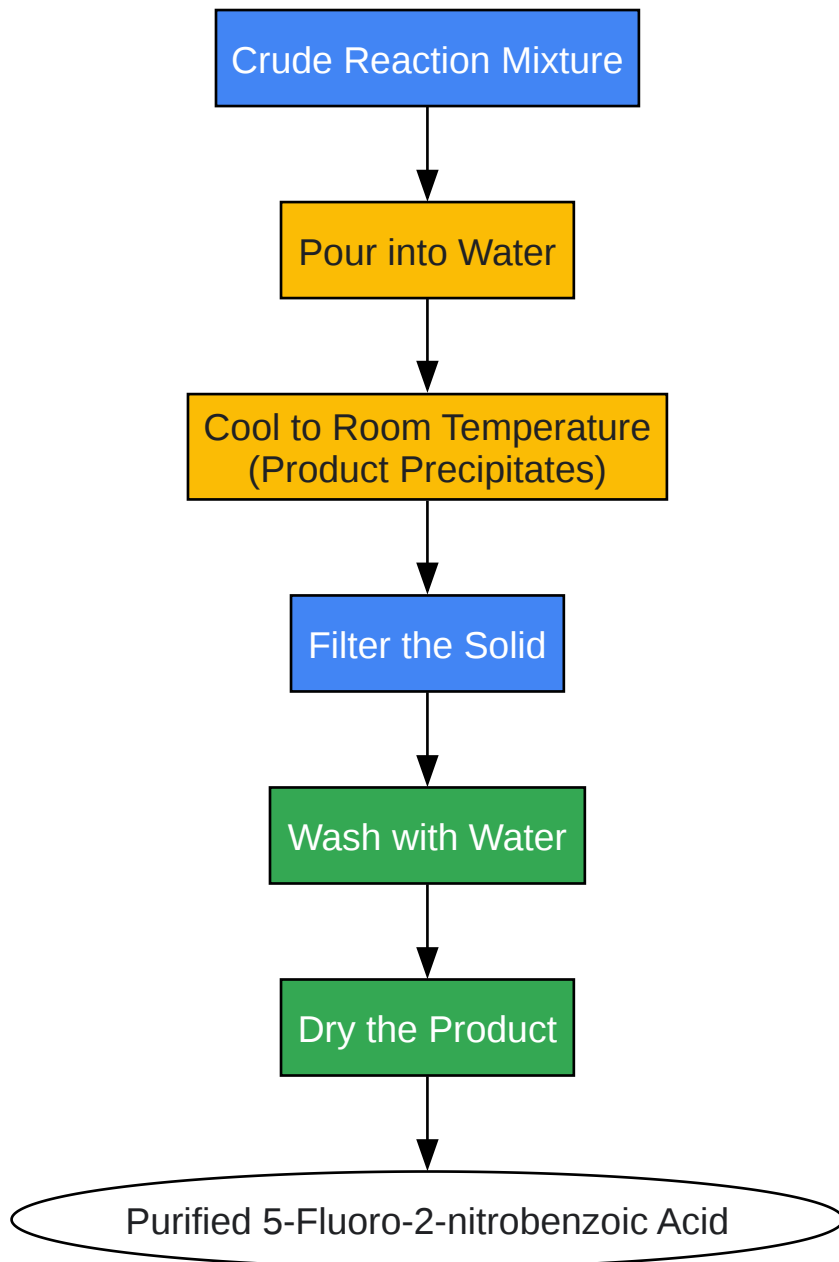 Crude Reaction Mixture
Pour into Water
Cool to Room Temperature
(Product Precipitates)
Filter the Solid
Wash with Water
Dry the Product
Purified 5-Fluoro-2-nitrobenzoic Acid